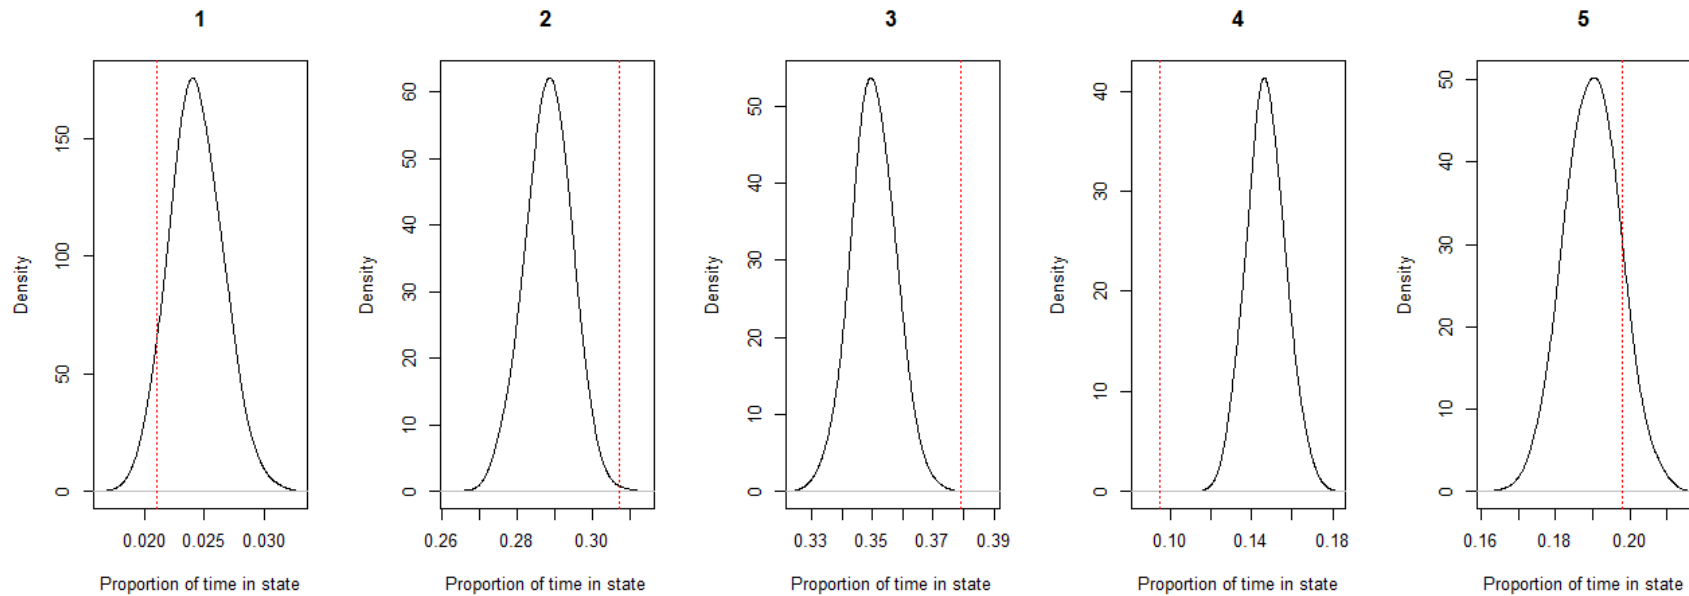 1
2
3
4
5
Density
150
100
50
0
0.020 0.025 0.030
Proportion of time in state
Density
60
50
40
30
20
10
0
0.26 0.28 0.30
Proportion of time in state
Density
50
40
30
20
10
0
0.33 0.35 0.37 0.39
Proportion of time in state
Density
40
30
20
10
0
0.10 0.14 0.18
Proportion of time in state
Density
50
40
30
20
10
0
0.16 0.18 0.20
Proportion of time in state